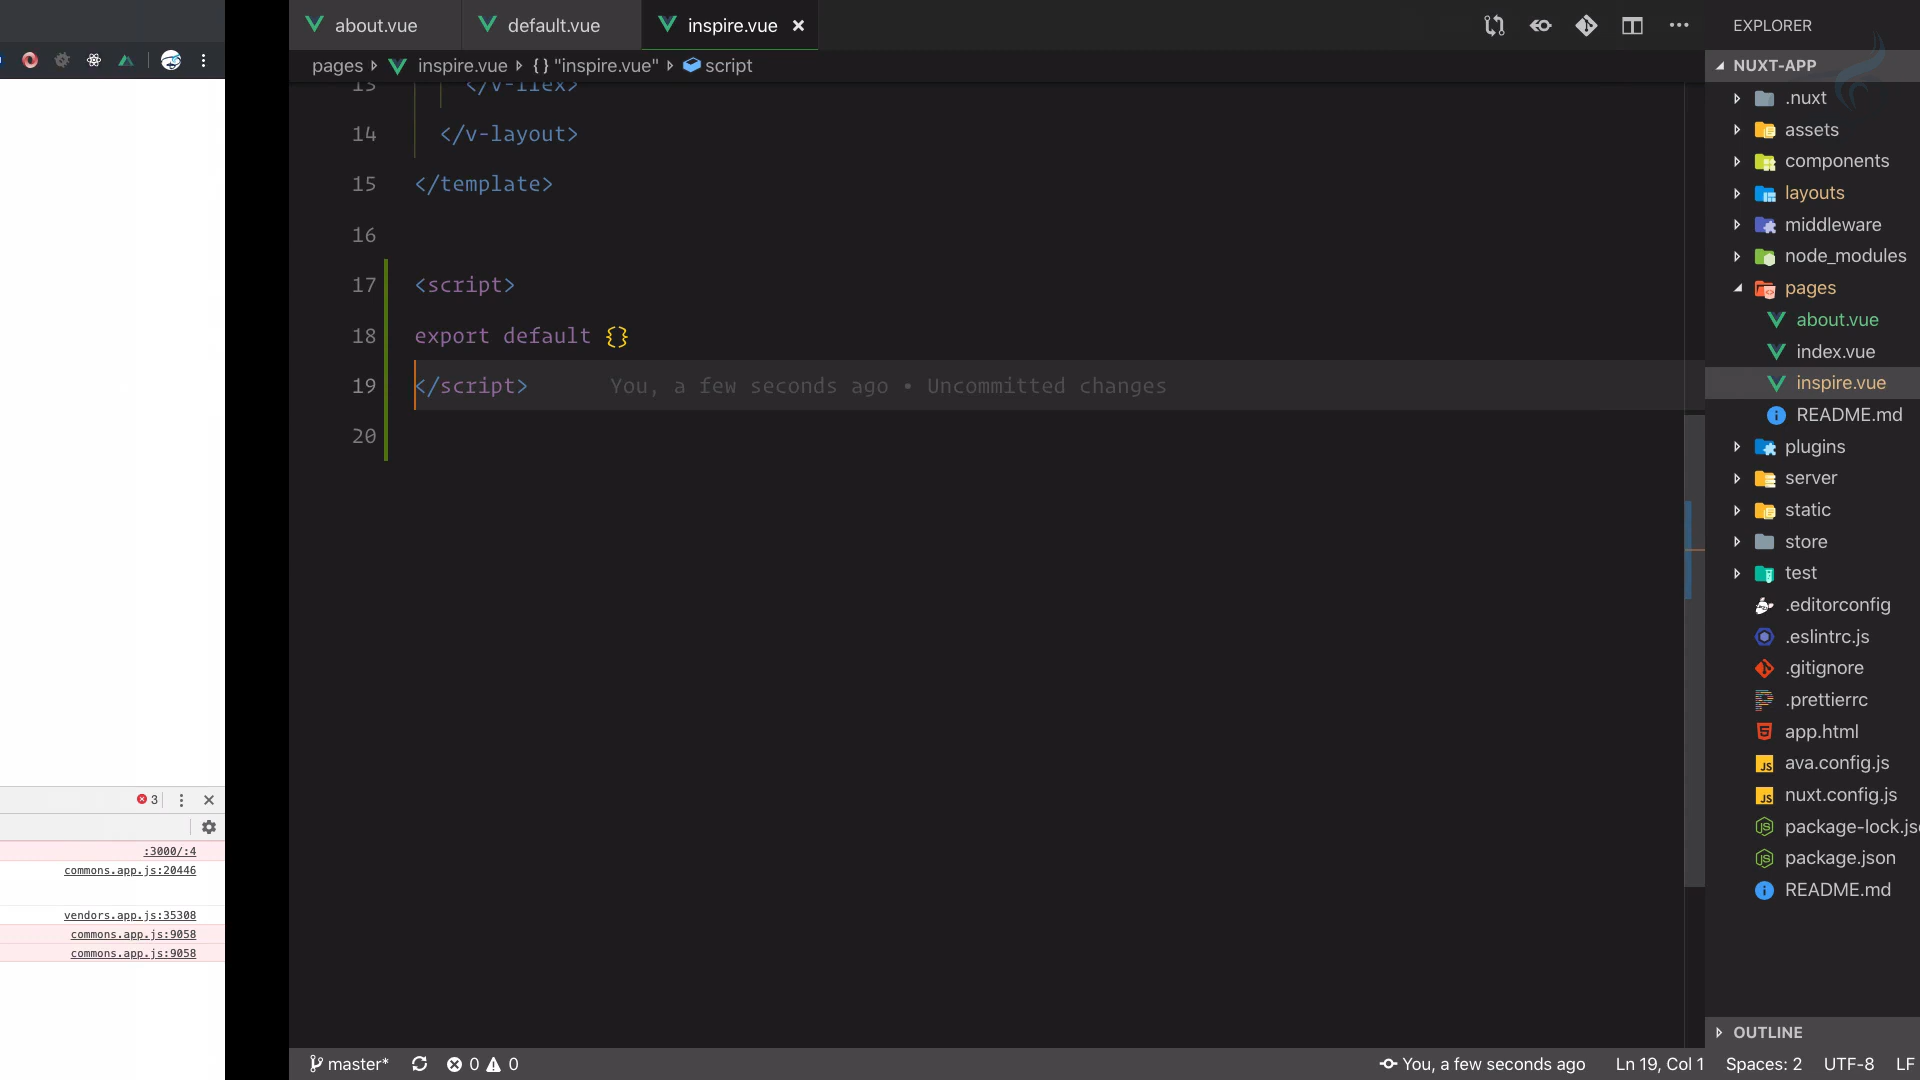 about.vue
default.vue
inspire.vue
EXPLORER
pages
inspire.vue
{} "inspire.vue"
script
NUXT-APP
13 </v-flex>
14 </v-layout>
15 </template>
16
17 <script>
18 export default {}
19 </script>
You, a few seconds ago • Uncommitted changes
20
.nuxt
assets
components
layouts
middleware
node_modules
pages
about.vue
index.vue
inspire.vue
README.md
plugins
server
static
store
test
.editorconfig
.eslintrc.js
.gitignore
.prettierrc
app.html
ava.config.js
nuxt.config.js
package-lock.js
package.json
README.md
OUTLINE
3
:3000/:4
commons.app.js:20446
vendors.app.js:35308
commons.app.js:9058
commons.app.js:9058
master*
0
0
You, a few seconds ago
Ln 19, Col 1
Spaces: 2
UTF-8
LF